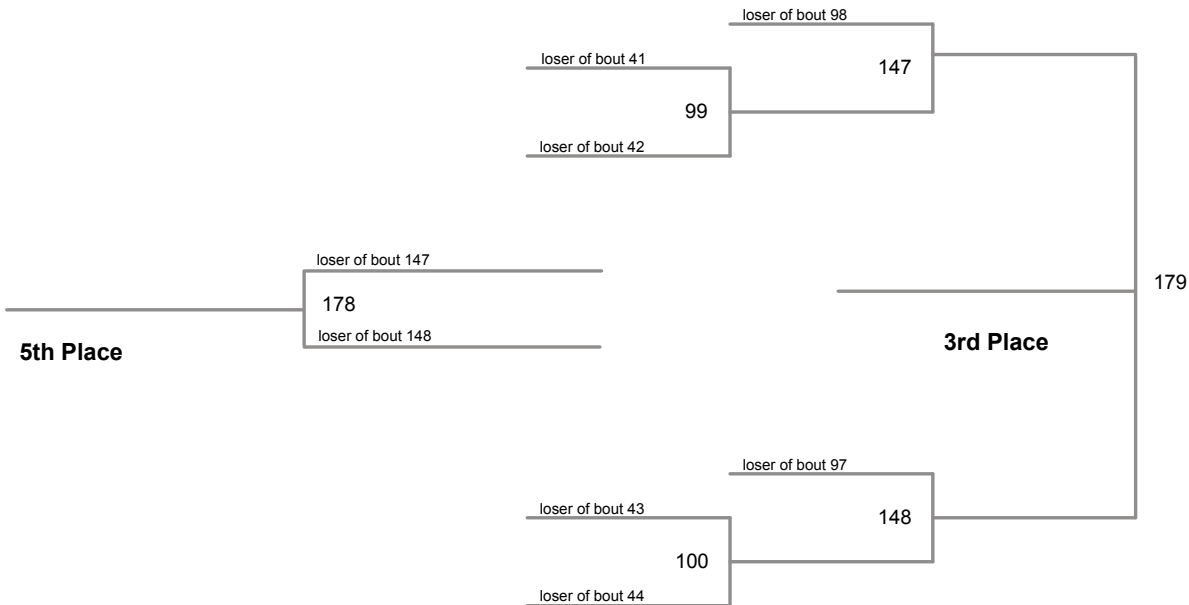 loser of bout 98
loser of bout 41
147
99
loser of bout 42
loser of bout 147
178
179
loser of bout 148
5th Place
3rd Place
loser of bout 97
loser of bout 43
148
100
loser of bout 44